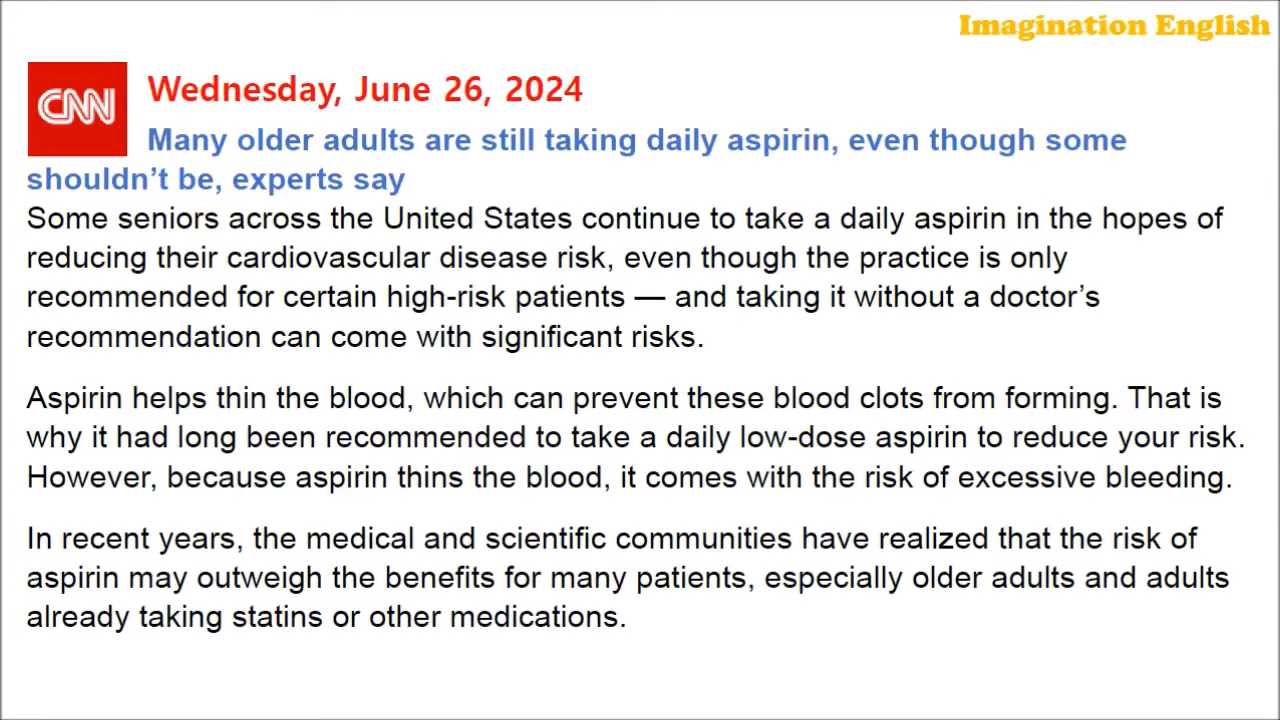 Imagination English
CNN
Wednesday, June 26, 2024
Many older adults are still taking daily aspirin, even though some
shouldn’t be, experts say
Some seniors across the United States continue to take a daily aspirin in the hopes of
reducing their cardiovascular disease risk, even though the practice is only
recommended for certain high-risk patients — and taking it without a doctor’s
recommendation can come with significant risks.
Aspirin helps thin the blood, which can prevent these blood clots from forming. That is
why it had long been recommended to take a daily low-dose aspirin to reduce your risk.
However, because aspirin thins the blood, it comes with the risk of excessive bleeding.
In recent years, the medical and scientific communities have realized that the risk of
aspirin may outweigh the benefits for many patients, especially older adults and adults
already taking statins or other medications.